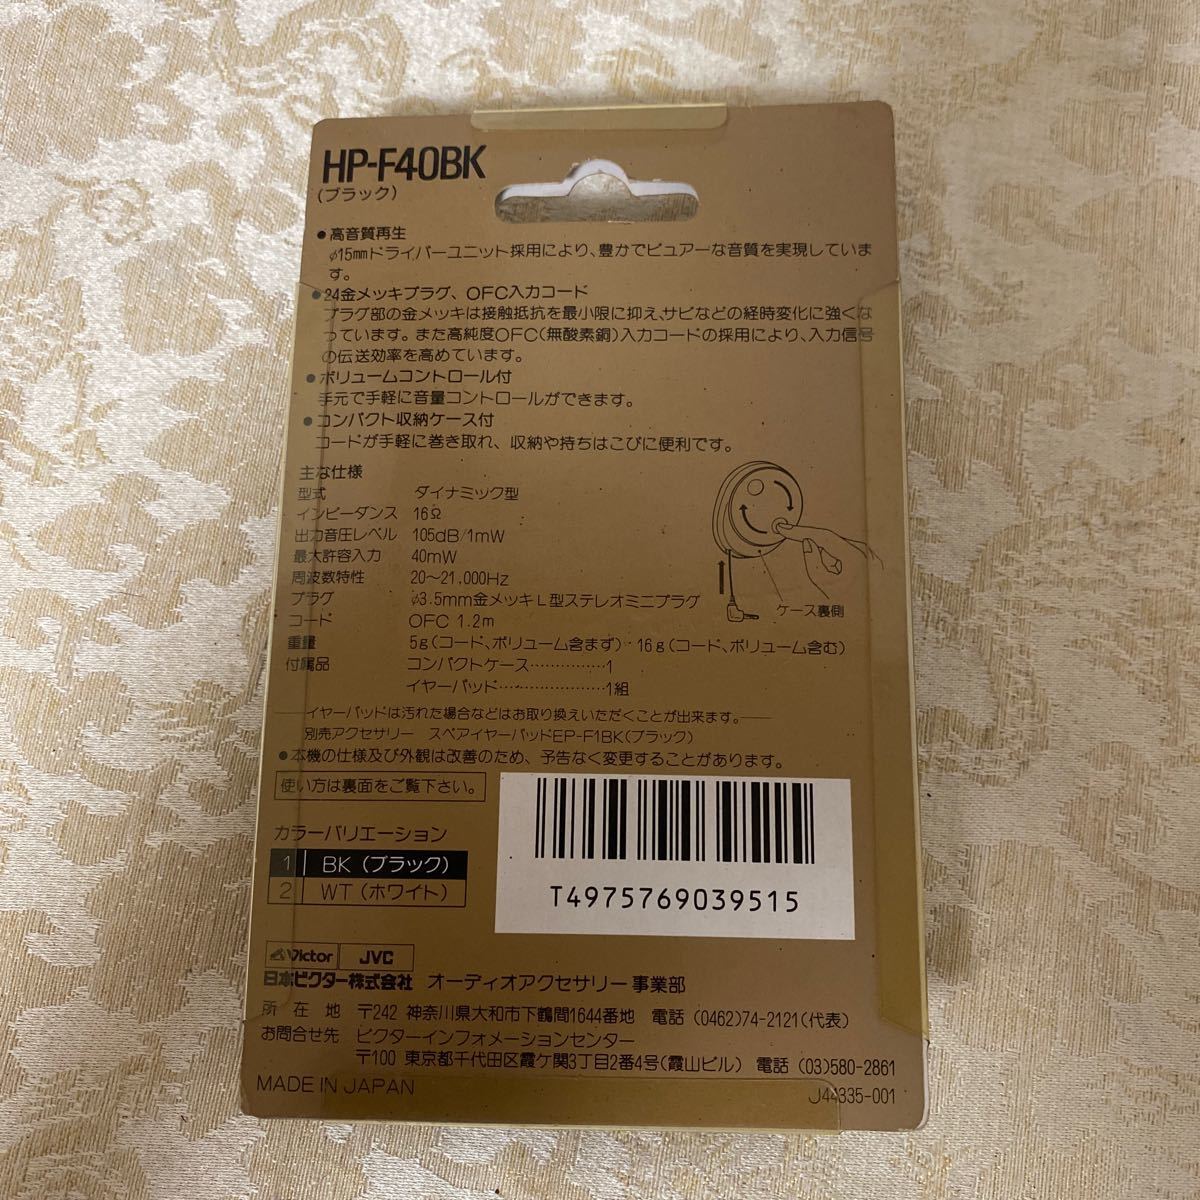 HP-F40BK
(ブラック)
●高音質再生
φ15mmドライバーユニット採用により、豊かでピュアーな音質を実現していま
す。
●24金メッキプラグ、OFC入力コード
プラグ部の金メッキは接触抵抗を最小限に抑え、サビなどの経時変化に強くな
っています。また高純度OFC(無酸素銅)入力コードの採用により、入力信号
の伝送効率を高めています。
●ボリュームコントロール付
手元で手軽に音量コントロールができます。
●コンパクト収納ケース付
コードが手軽に巻き取れ、収納や持ちはこびに便利です。
主な仕様
型式 ダイナミック型
インピーダンス 16Ω
出力音圧レベル 105dB/1mW
最大許容入力 40mW
周波数特性 20〜21,000Hz
プラグ φ3.5mm金メッキL型ステレオミニプラグ
コード OFC 1.2m
重量 5g(コード、ボリューム含まず)・16g(コード、ボリューム含む)
付属品 コンパクトケース……………1
イヤーパッド…………………1組
ケース裏側
イヤーパッドは汚れた場合などはお取り換えいただくことが出来ます。
別売アクセサリー スペアイヤーパッドEP-F1BK(ブラック)
●本機の仕様及び外観は改善のため、予告なく変更することがあります。
使い方は裏面をご覧下さい。
カラーバリエーション
1 BK(ブラック)
2 WT(ホワイト)
T4975769039515
Victor JVC
日本ビクター株式会社 オーディオアクセサリー事業部
所在地 〒242 神奈川県大和市下鶴間1644番地 電話(0462)74-2121(代表)
お問合せ先 ビクターインフォメーションセンター
〒100 東京都千代田区霞ケ関3丁目2番4号(霞山ビル) 電話(03)580-2861
MADE IN JAPAN
J44335-001